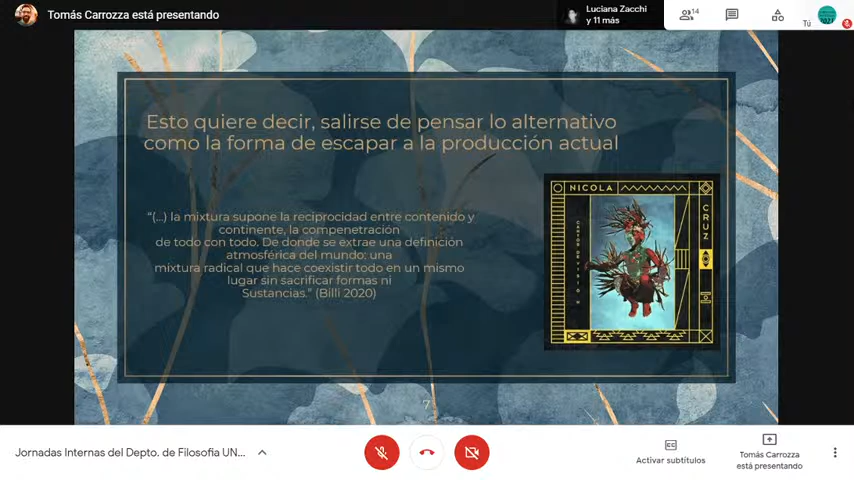 Tomás Carrozza está presentando
Luciana Zacchi
y 11 más
14
Tú
Esto quiere decir, salirse de pensar lo alternativo
como la forma de escapar a la producción actual
“(...) la mixtura supone la reciprocidad entre contenido y
continente, la compenetración
de todo con todo. De donde se extrae una definición
atmosférica del mundo: una
mixtura radical que hace coexistir todo en un mismo
lugar sin sacrificar formas ni
Sustancias.” (Billi 2020)
NICOLA
CRUZ
7
Jornadas Internas del Depto. de Filosofía UN...
Activar subtítulos
Tomás Carrozza
está presentando